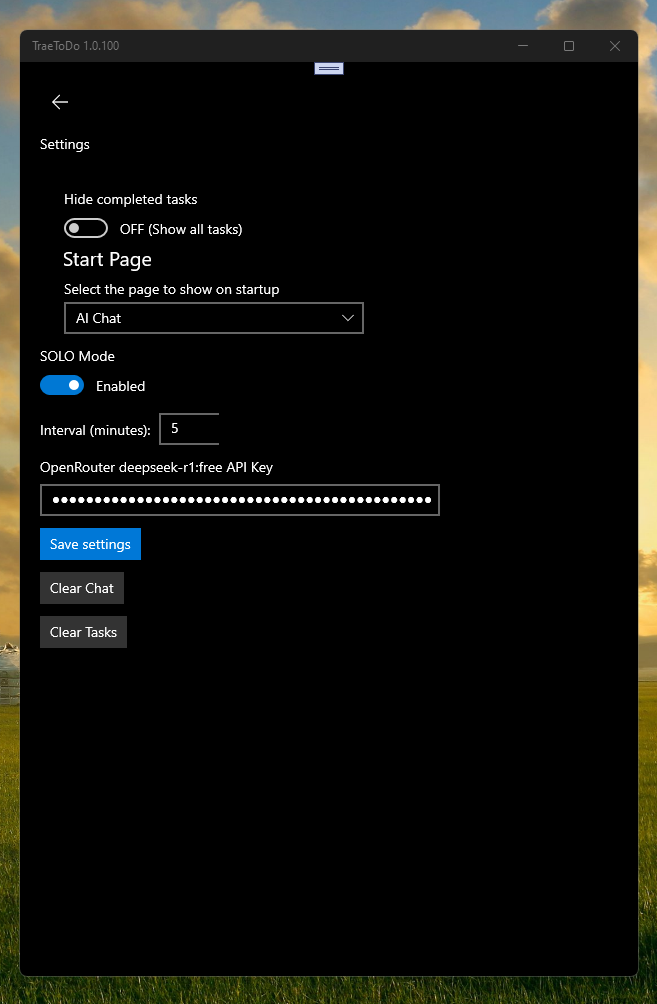 TraeToDo 1.0.100
Settings
Hide completed tasks
OFF (Show all tasks)
Start Page
Select the page to show on startup
AI Chat
SOLO Mode
Enabled
Interval (minutes): 5
OpenRouter deepseek-r1:free API Key
Save settings
Clear Chat
Clear Tasks